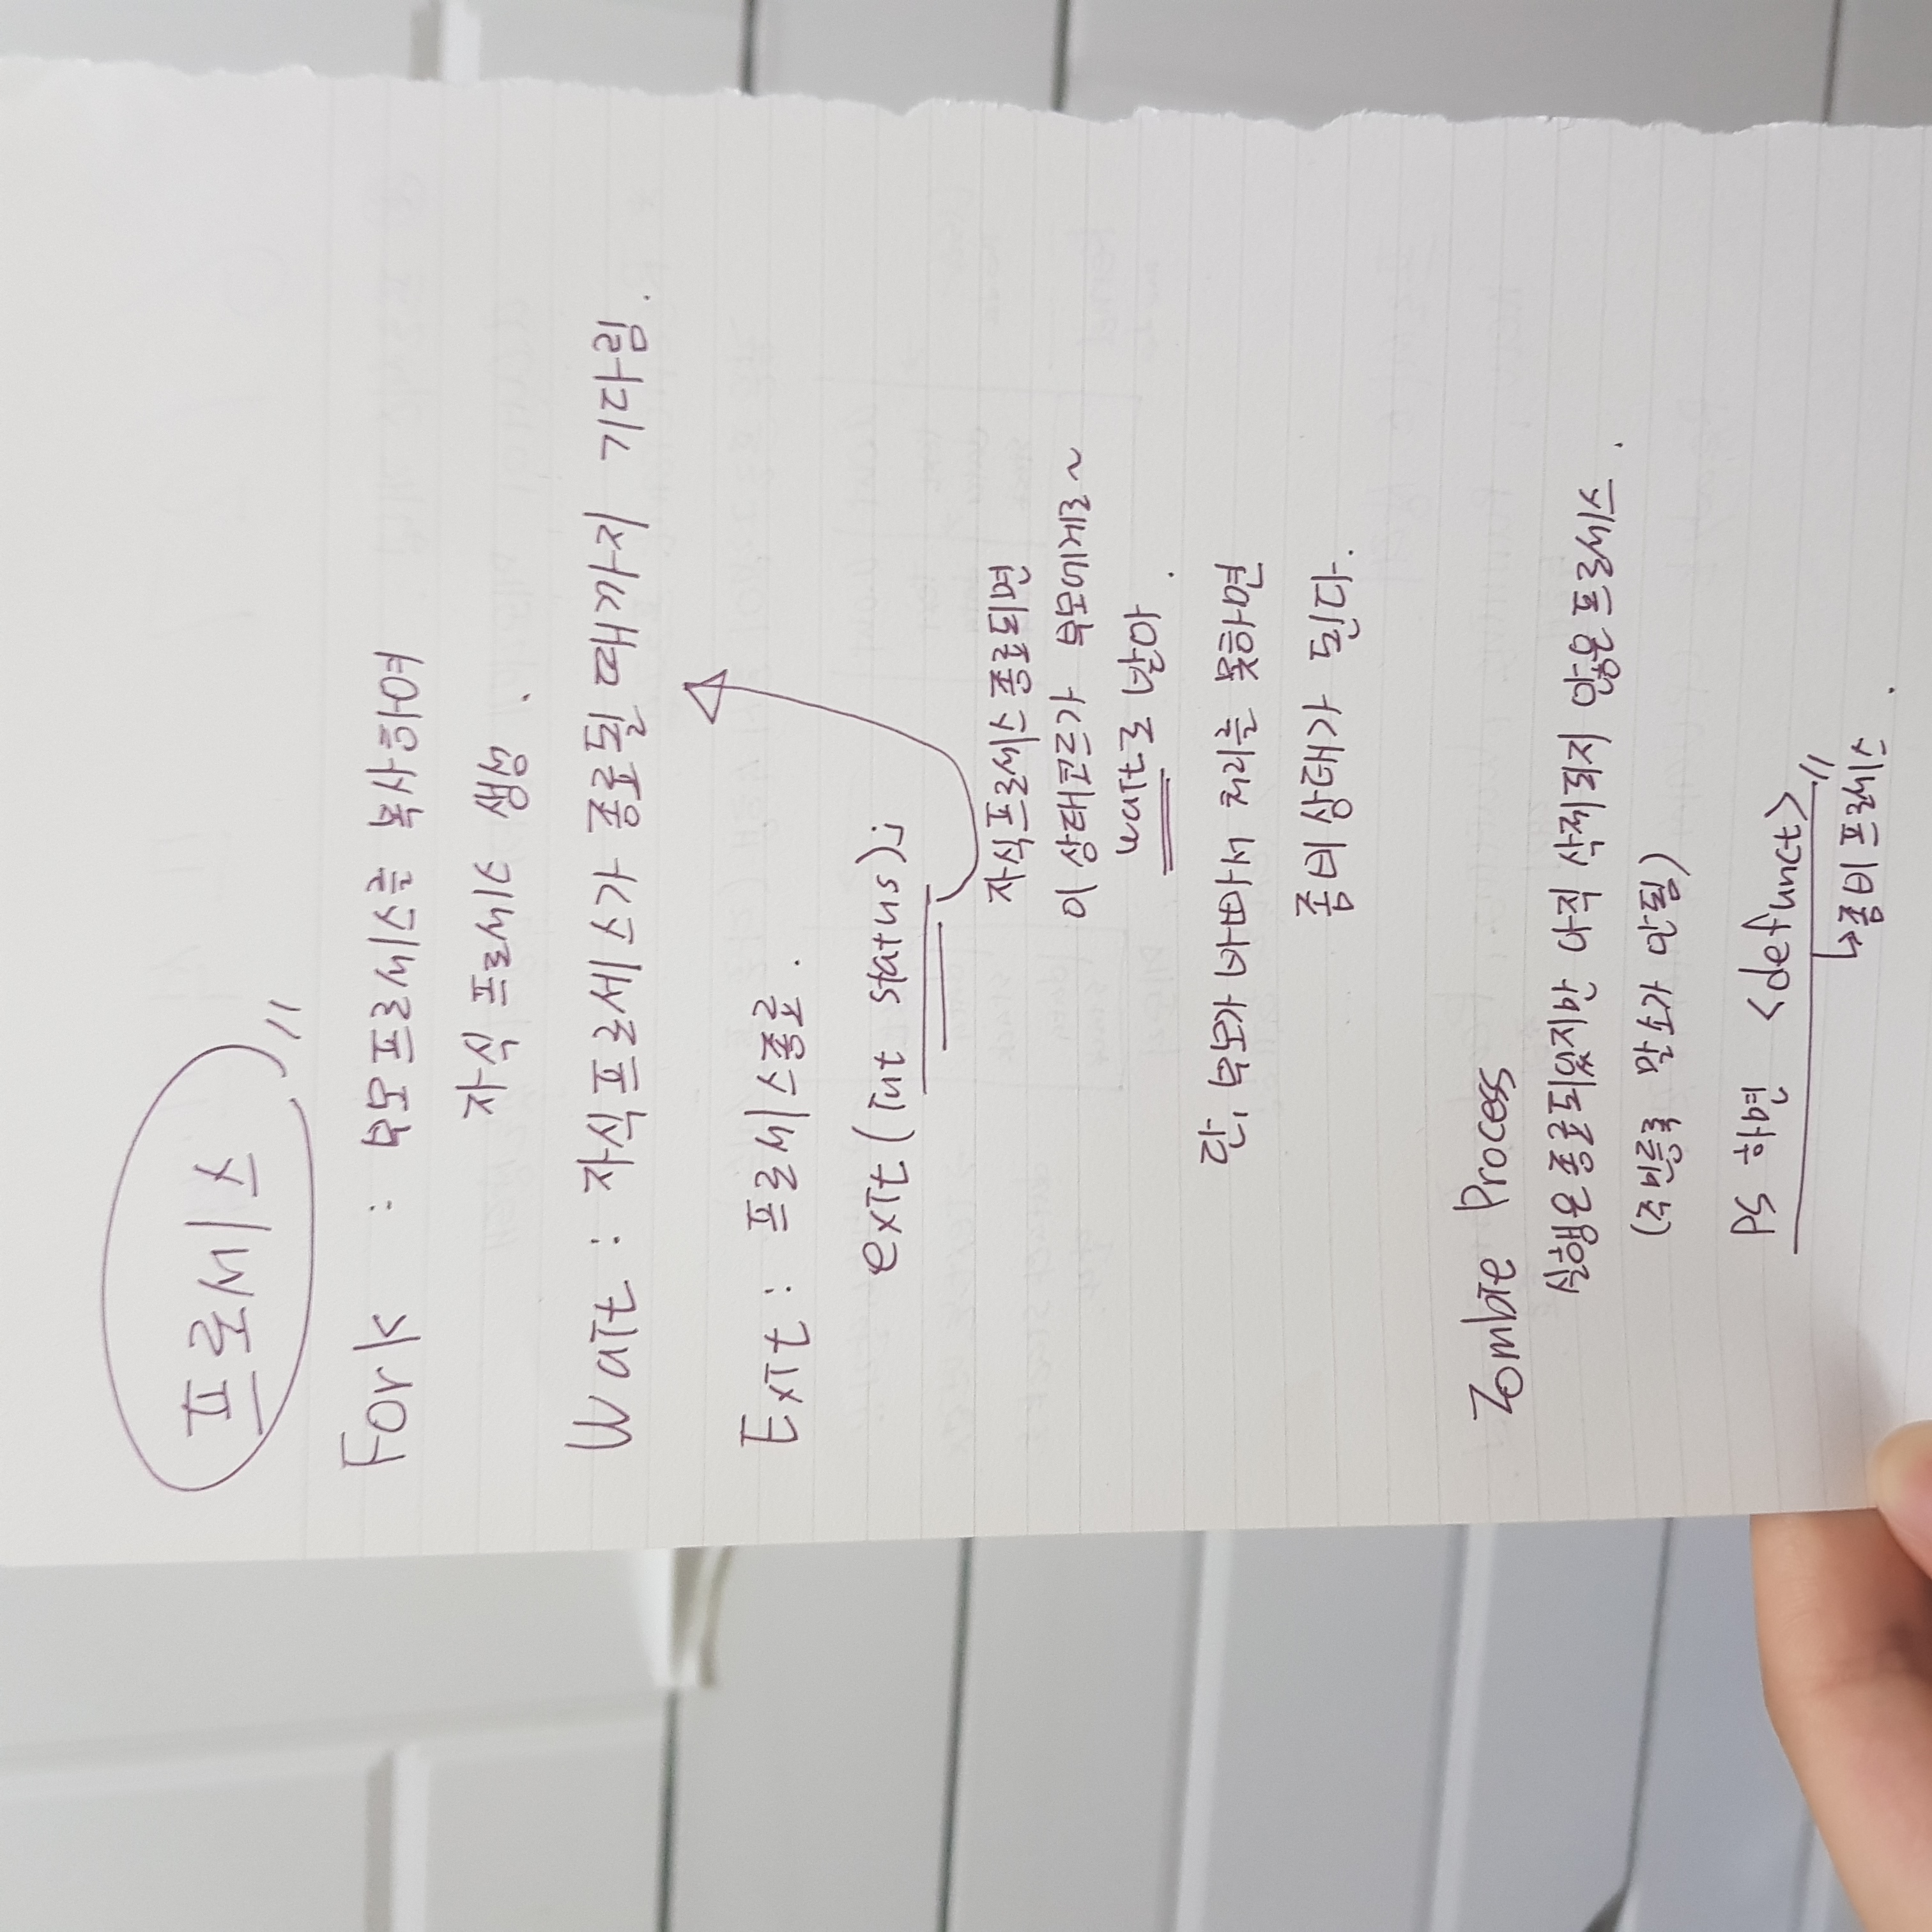 프로세스
Fork : 부모프로세스를 복사하여
자식 프로세스 생성.
Wait : 자식프로세스가 종료될 때까지 기다림.
Exit : 프로세스종료.
exit(int status);
자식프로세스 종료되면
이 상태코드가 부모에게로~
wait로 받아.
단, 부모가 바빠서 처리를 못하면
좀비상태가 된다.
Zombie Process
실행은 종료되었지만 아직 삭제되지 않은 프로세스.
(주민등록 말소가 안됨)
PS 하면 <defunct>
↳좀비프로세스.